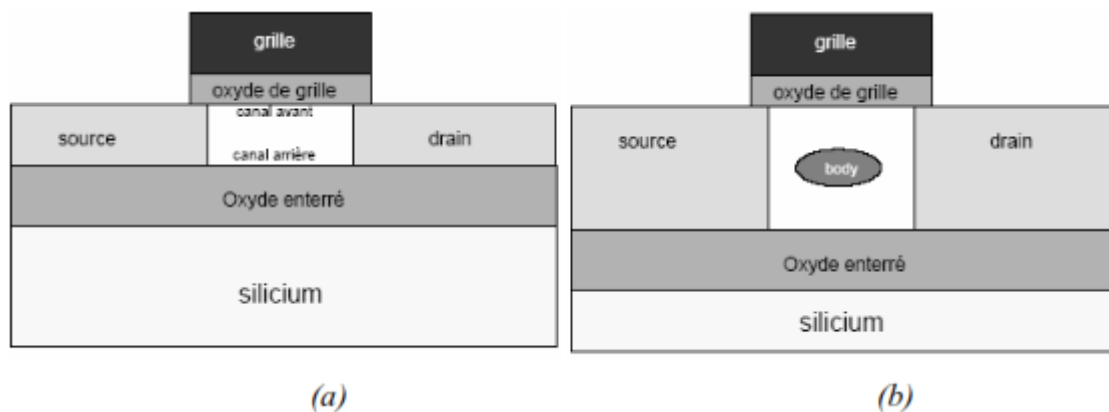 grille
oxyde de grille
canal avant
source
drain
canal arrière
Oxyde enterré
silicium
(a)
grille
oxyde de grille
source
drain
body
Oxyde enterré
silicium
(b)